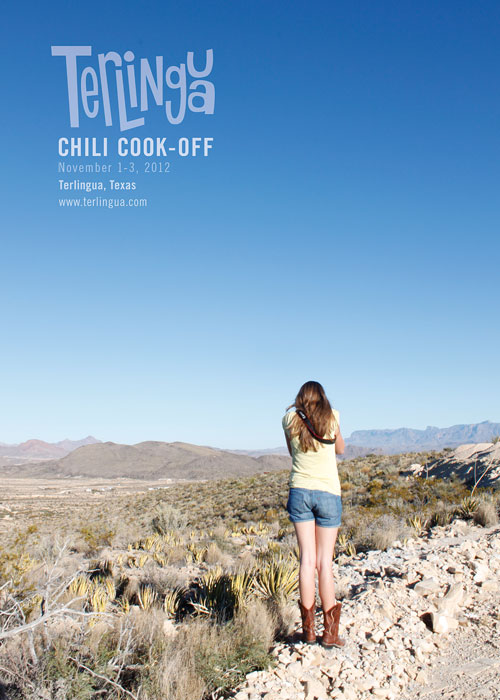 TerLingua
CHILI COOK-OFF
November 1-3, 2012
Terlingua, Texas
www.terlingua.com